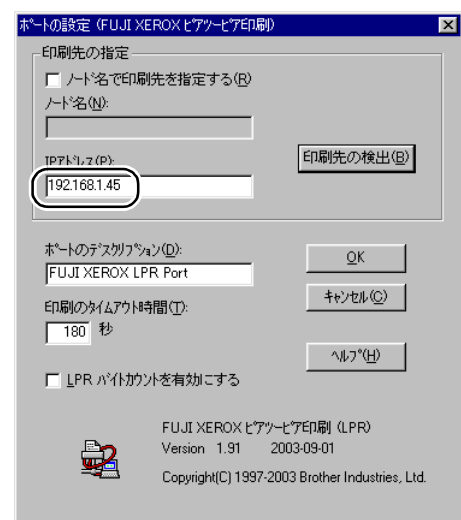 ﾎﾟｰﾄの設定 (FUJI XEROX ﾋﾟｱﾂｰﾋﾟｱ印刷)
印刷先の指定
ﾉｰﾄﾞ名で印刷先を指定する(R)
ﾉｰﾄﾞ名(N):
IPｱﾄﾞﾚｽ(P):
192.168.1.45
印刷先の検出(B)
ﾎﾟｰﾄのﾃﾞｽｸﾘﾌﾟｼｮﾝ(D):
FUJI XEROX LPR Port
OK
印刷のﾀｲﾑｱｳﾄ時間(T):
180 秒
ｷｬﾝｾﾙ(C)
ﾍﾙﾌﾟ(H)
LPR ﾊﾞｲﾄｶｳﾝﾄを有効にする
FUJI XEROX ﾋﾟｱﾂｰﾋﾟｱ印刷 (LPR)
Version 1.91 2003-09-01
Copyright(C) 1997-2003 Brother Industries, Ltd.